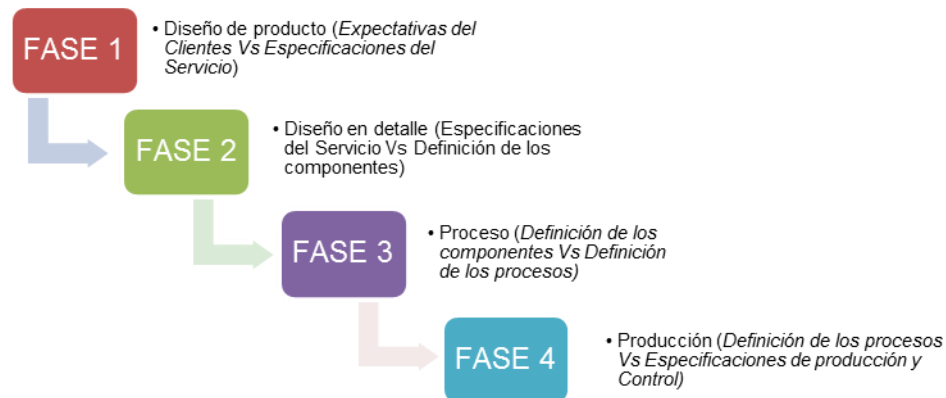 FASE 1
• Diseño de producto (Expectativas del
Clientes Vs Especificaciones del
Servicio)
FASE 2
• Diseño en detalle (Especificaciones
del Servicio Vs Definición de los
componentes)
FASE 3
• Proceso (Definición de los
componentes Vs Definición
de los procesos)
FASE 4
• Producción (Definición de los procesos
Vs Especificaciones de producción y
Control)